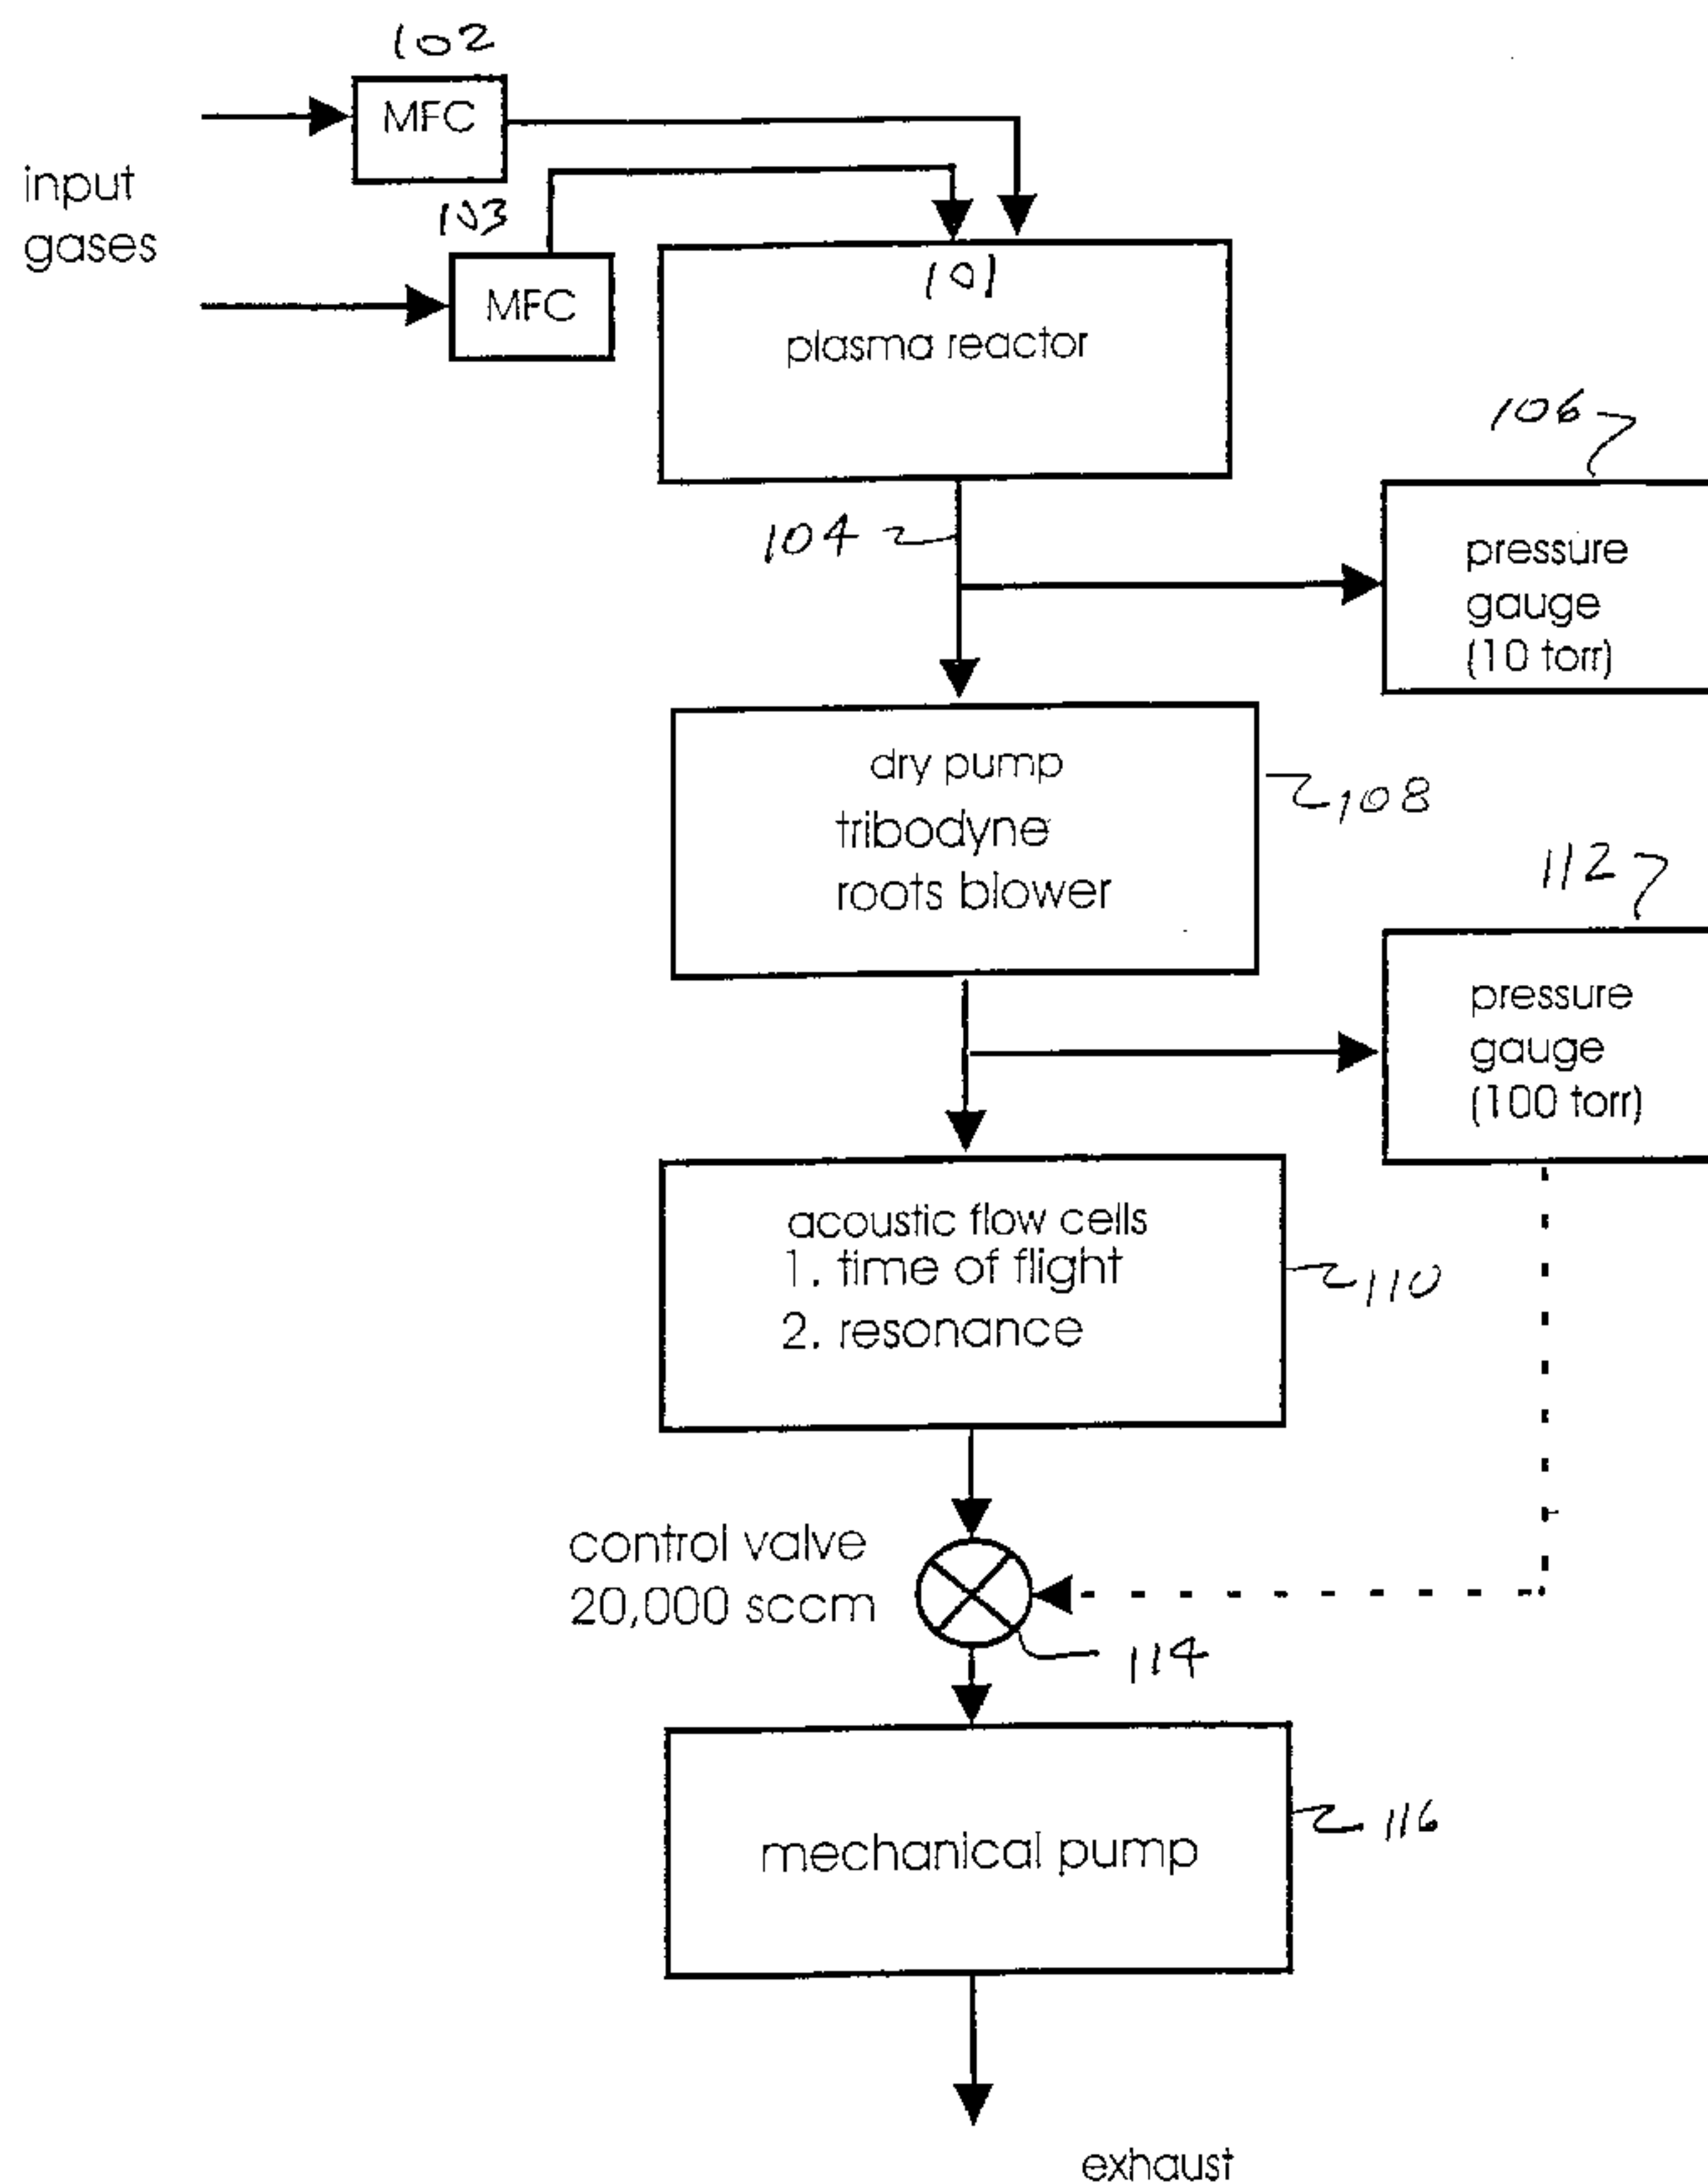 102
MFC
input
gases
103
MFC
101
plasma reactor
106
104
pressure
gauge
(10 torr)
dry pump
tribodyne
roots blower
108
112
pressure
gauge
(100 torr)
acoustic flow cells
1. time of flight
2. resonance
110
control valve
20,000 sccm
114
mechanical pump
116
exhaust